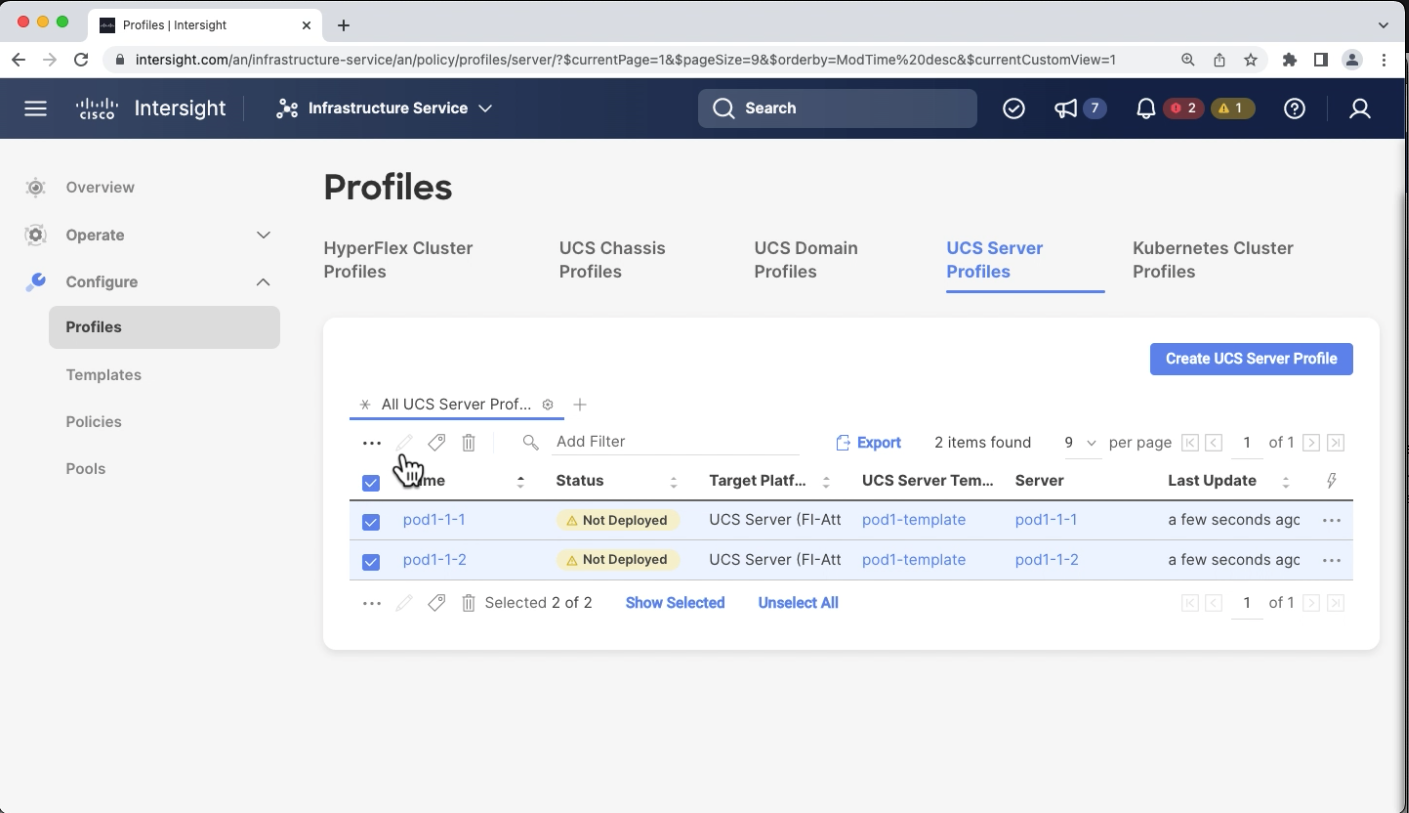 Profiles | Intersight
intersight.com/an/infrastructure-service/an/policy/profiles/server/?$currentPage=1&$pageSize=9&$orderby=ModTime%20desc&$currentCustomView=1
cisco Intersight Infrastructure Service Search 7 2 1
Overview
Operate
Configure
Profiles
Templates
Policies
Pools
Profiles
HyperFlex Cluster Profiles
UCS Chassis Profiles
UCS Domain Profiles
UCS Server Profiles
Kubernetes Cluster Profiles
Create UCS Server Profile
All UCS Server Prof...
Add Filter Export 2 items found 9 per page 1 of 1
Status Target Platf... UCS Server Tem... Server Last Update
pod1-1-1 Not Deployed UCS Server (FI-Att pod1-template pod1-1-1 a few seconds agc
pod1-1-2 Not Deployed UCS Server (FI-Att pod1-template pod1-1-2 a few seconds agc
Selected 2 of 2 Show Selected Unselect All 1 of 1